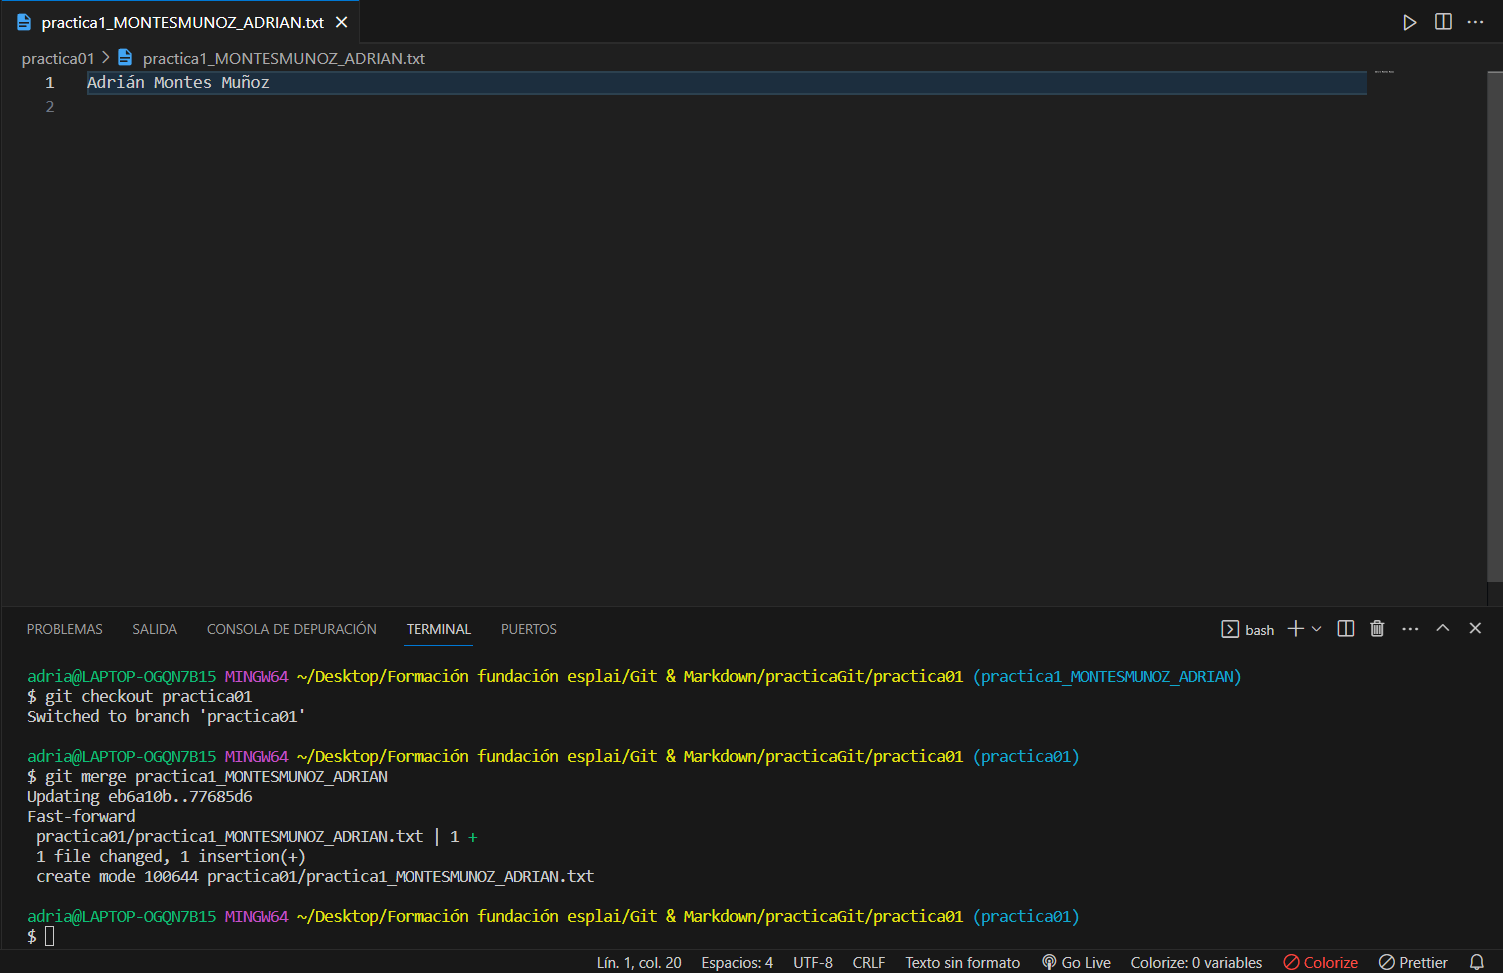 practica1_MONTESMUNOZ_ADRIAN.txt
practica01 > practica1_MONTESMUNOZ_ADRIAN.txt
1 Adrián Montes Muñoz
2
PROBLEMAS SALIDA CONSOLA DE DEPURACIÓN TERMINAL PUERTOS bash
adria@LAPTOP-OGQN7B15 MINGW64 ~/Desktop/Formación fundación esplai/Git & Markdown/practicaGit/practica01 (practica1_MONTESMUNOZ_ADRIAN)
$ git checkout practica01
Switched to branch 'practica01'
adria@LAPTOP-OGQN7B15 MINGW64 ~/Desktop/Formación fundación esplai/Git & Markdown/practicaGit/practica01 (practica01)
$ git merge practica1_MONTESMUNOZ_ADRIAN
Updating eb6a10b..77685d6
Fast-forward
practica01/practica1_MONTESMUNOZ_ADRIAN.txt | 1 +
1 file changed, 1 insertion(+)
create mode 100644 practica01/practica1_MONTESMUNOZ_ADRIAN.txt
adria@LAPTOP-OGQN7B15 MINGW64 ~/Desktop/Formación fundación esplai/Git & Markdown/practicaGit/practica01 (practica01)
$
Lín. 1, col. 20 Espacios: 4 UTF-8 CRLF Texto sin formato Go Live Colorize: 0 variables Colorize Prettier